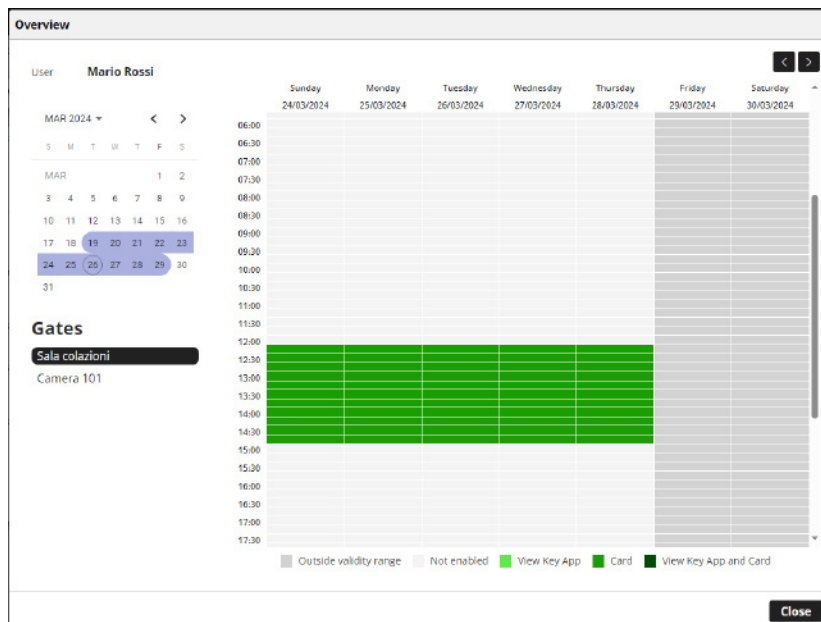 Overview
User Mario Rossi
MAR 2024
S M T W T F S
MAR 1 2
3 4 5 6 7 8 9
10 11 12 13 14 15 16
17 18 19 20 21 22 23
24 25 26 27 28 29 30
31
Gates
Sala colazioni
Camera 101
Sunday Monday Tuesday Wednesday Thursday Friday Saturday
24/03/2024 25/03/2024 26/03/2024 27/03/2024 28/03/2024 29/03/2024 30/03/2024
06:00
06:30
07:00
07:30
08:00
08:30
09:00
09:30
10:00
10:30
11:00
11:30
12:00
12:30
13:00
13:30
14:00
14:30
15:00
15:30
16:00
16:30
17:00
17:30
Outside validity range Not enabled View Key App Card View Key App and Card
Close